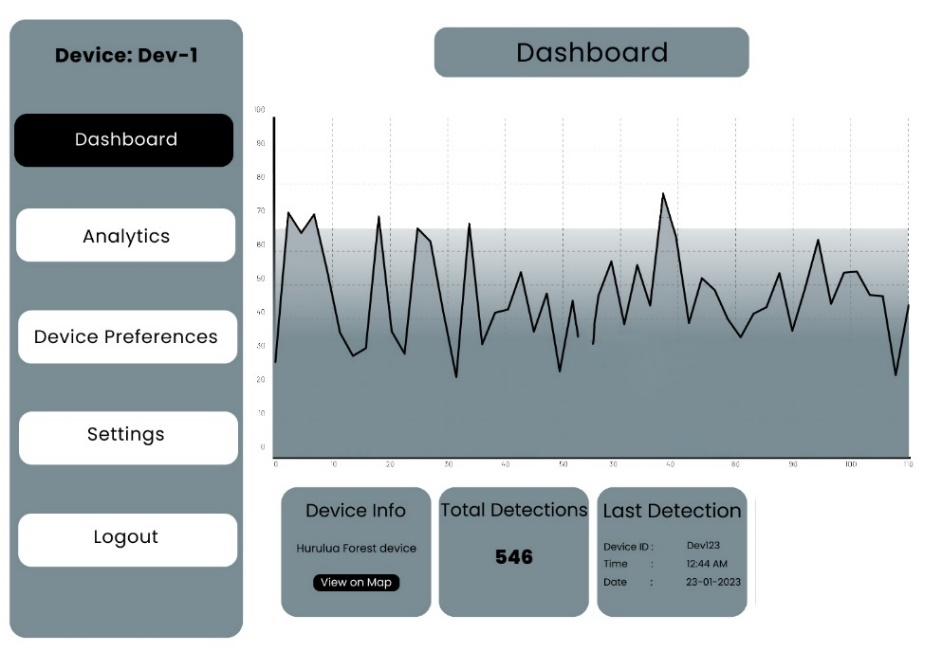 Device: Dev-1
Dashboard
Analytics
Device Preferences
Settings
Logout
Dashboard
100
90
80
70
60
50
40
30
20
10
0
0 10 20 30 40 50 30 40 80 90 100 110
Device Info
Hurulua Forest device
View on Map
Total Detections
546
Last Detection
Device ID : Dev123
Time : 12:44 AM
Date : 23-01-2023